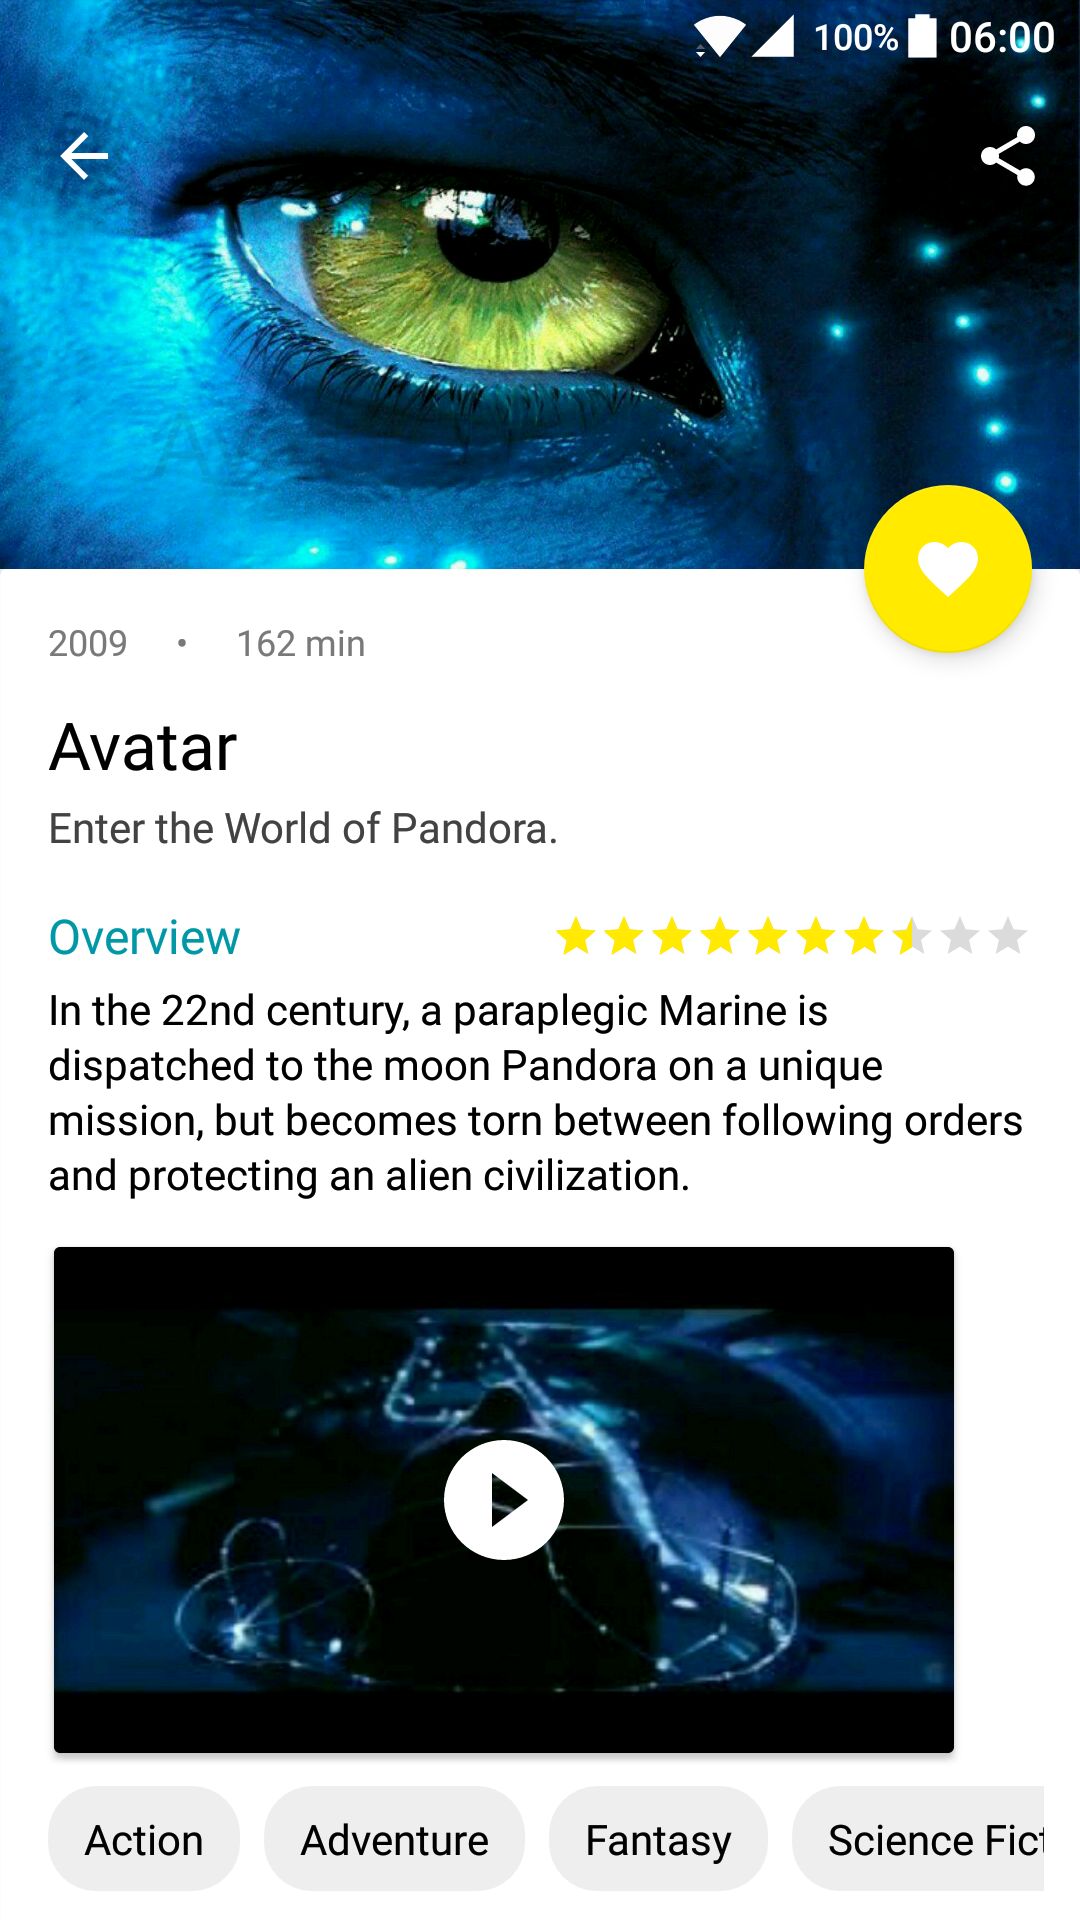 100% 06:00
2009 • 162 min
Avatar
Enter the World of Pandora.
Overview
In the 22nd century, a paraplegic Marine is
dispatched to the moon Pandora on a unique
mission, but becomes torn between following orders
and protecting an alien civilization.
Action Adventure Fantasy Science Fict